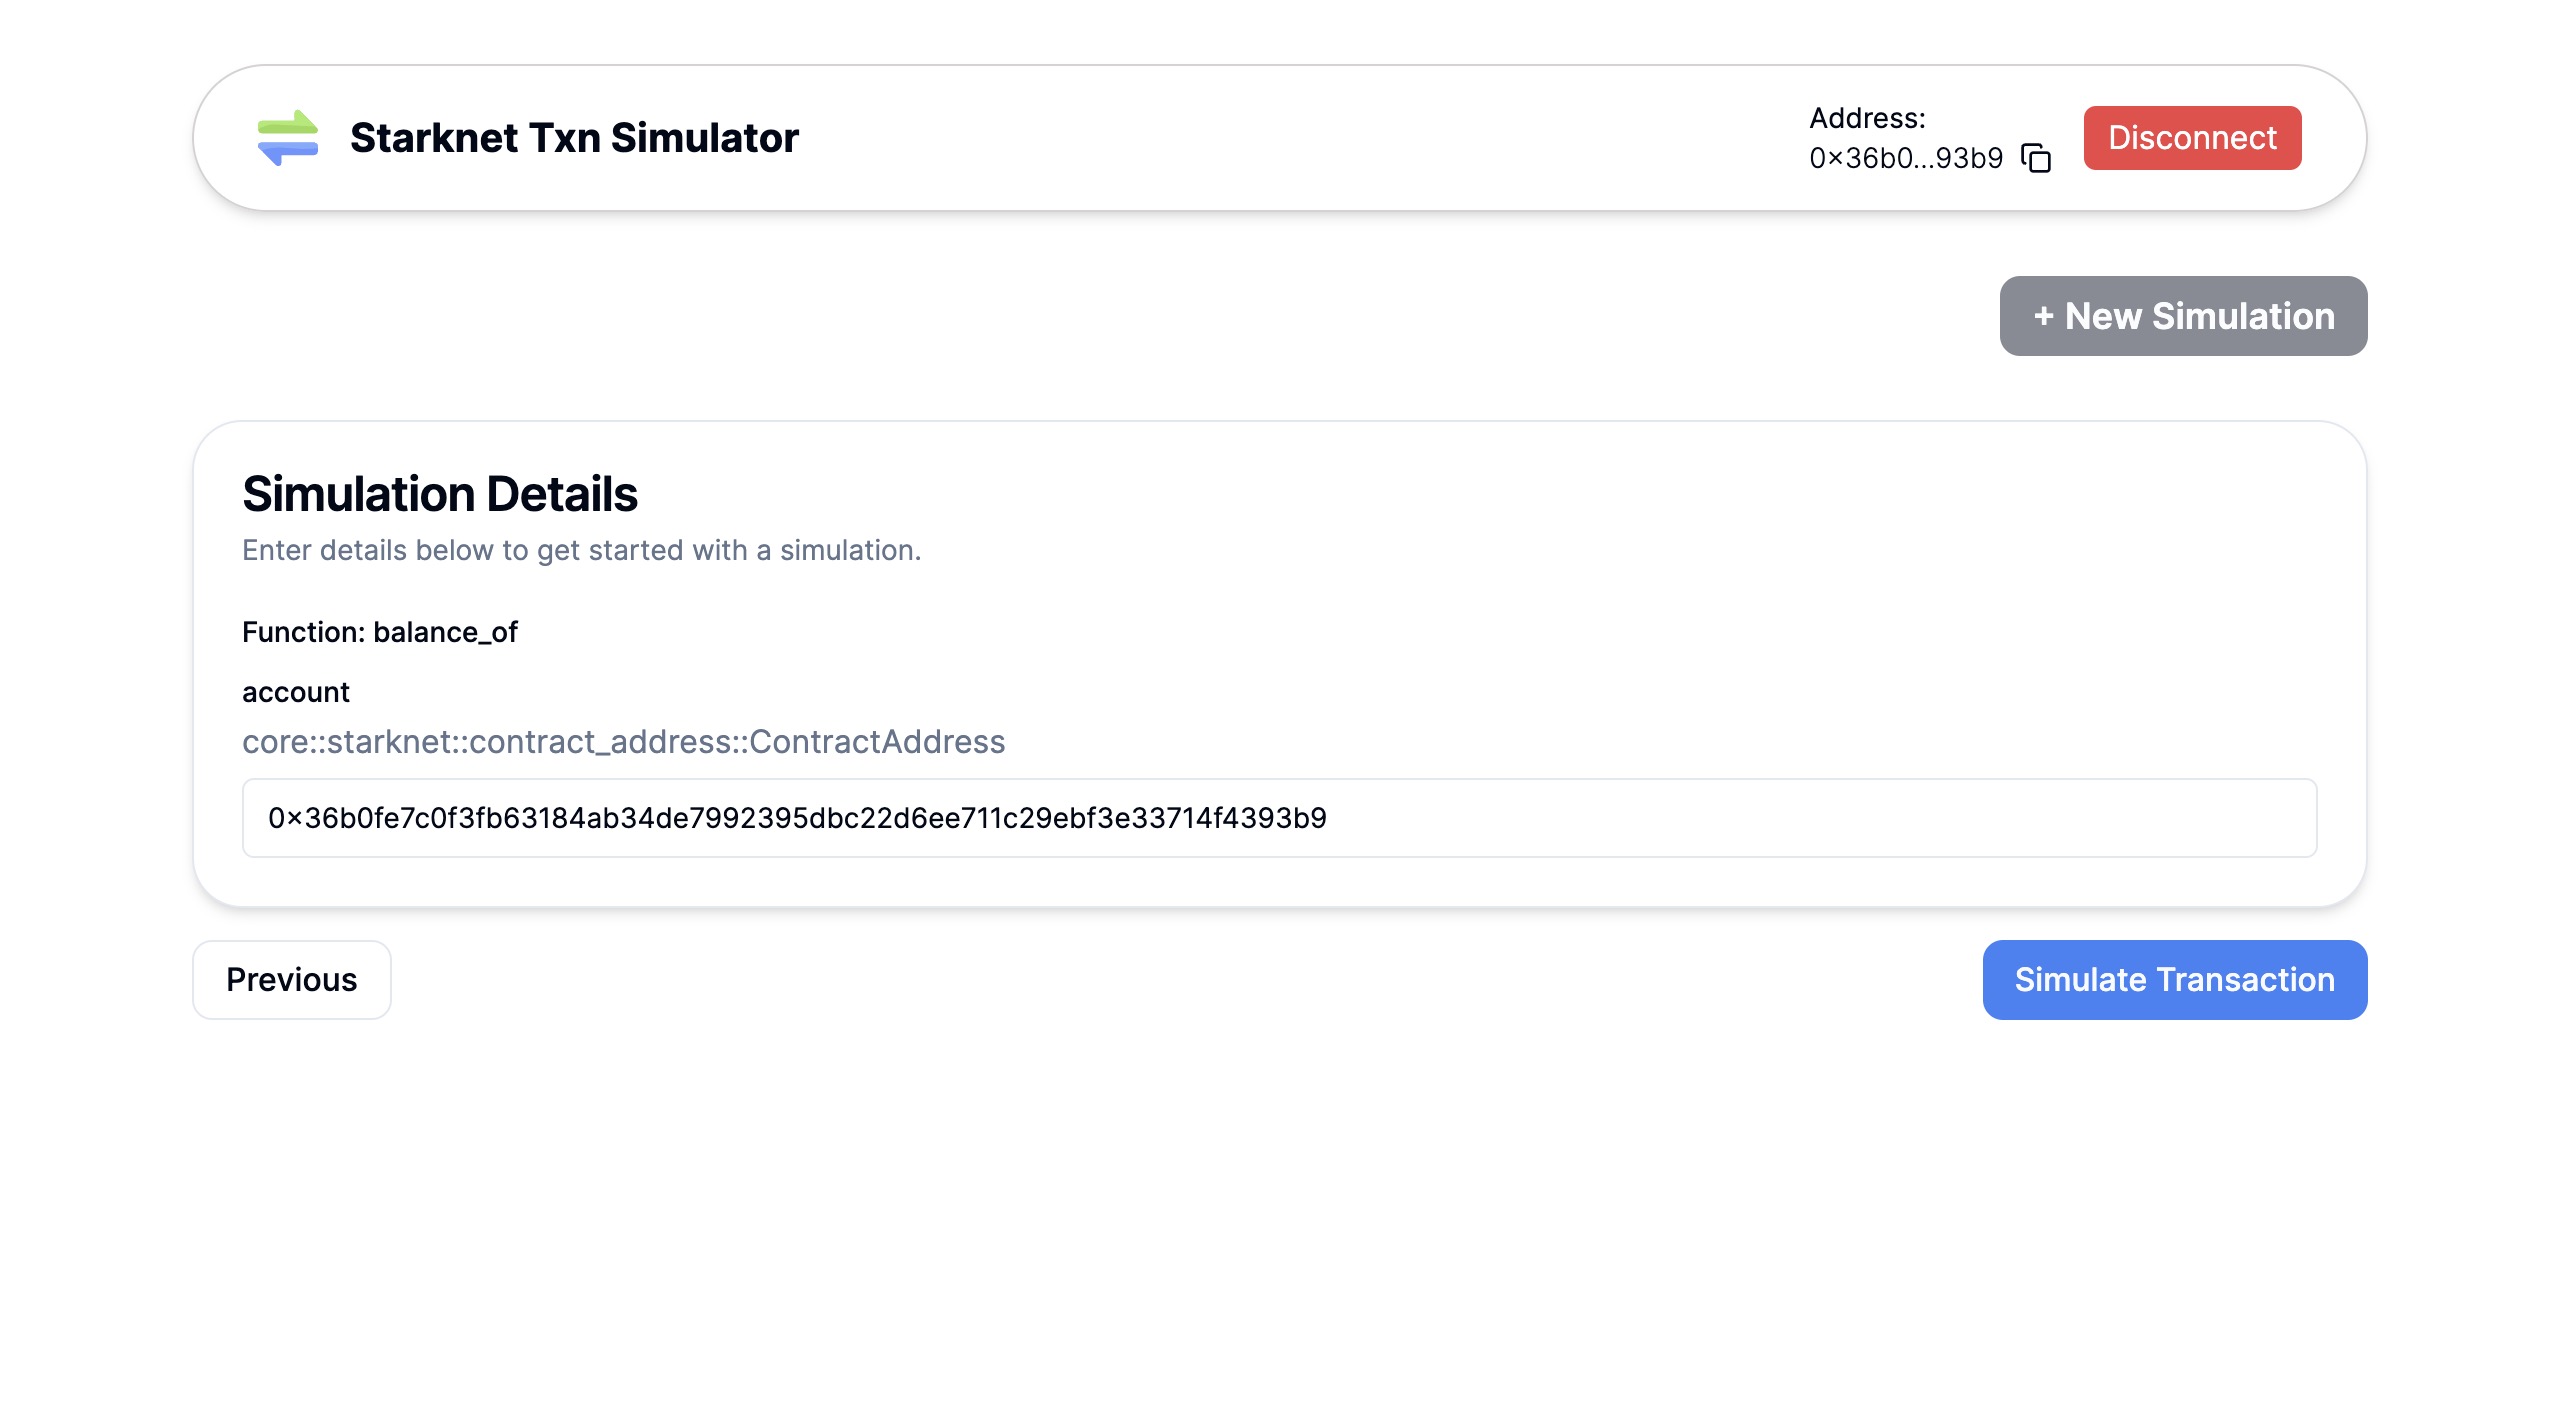 Starknet Txn Simulator
Address:
0x36b0...93b9
Disconnect
+ New Simulation
Simulation Details
Enter details below to get started with a simulation.
Function: balance_of
account
core::starknet::contract_address::ContractAddress
0x36b0fe7c0f3fb63184ab34de7992395dbc22d6ee711c29ebf3e33714f4393b9
Previous
Simulate Transaction